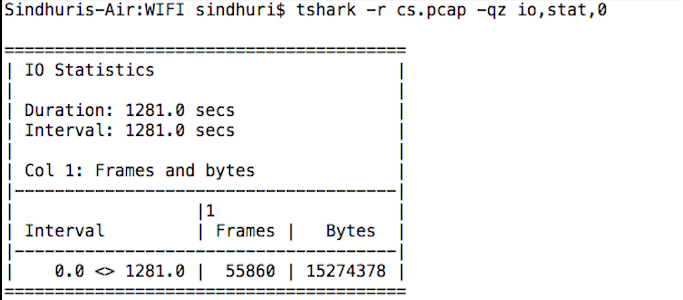 Sindhuris-Air:WIFI sindhuri$ tshark -r cs.pcap -qz io,stat,0
=======================================
| IO Statistics                       |
|                                     |
| Duration: 1281.0 secs               |
| Interval: 1281.0 secs               |
|                                     |
| Col 1: Frames and bytes             |
|-------------------------------------|
|                  |1                 |
| Interval         | Frames |   Bytes  |
|-------------------------------------|
|    0.0 <> 1281.0 |  55860 | 15274378 |
=======================================